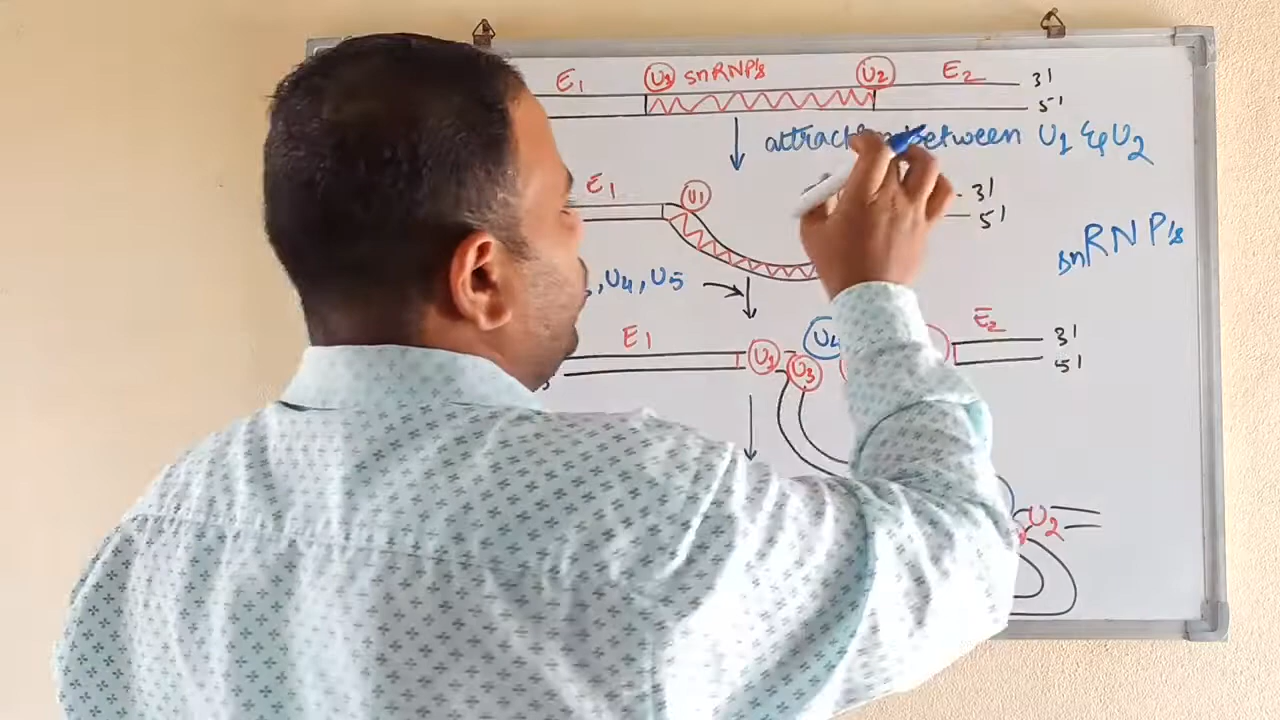 E1 U1 snRNP's U2 E2 3'
5'
attraction between U1 & U2
E1 U1 3'
5'
snRNP's
, U4, U5
E1 U1 U3 U4 E2 3'
5'
U2